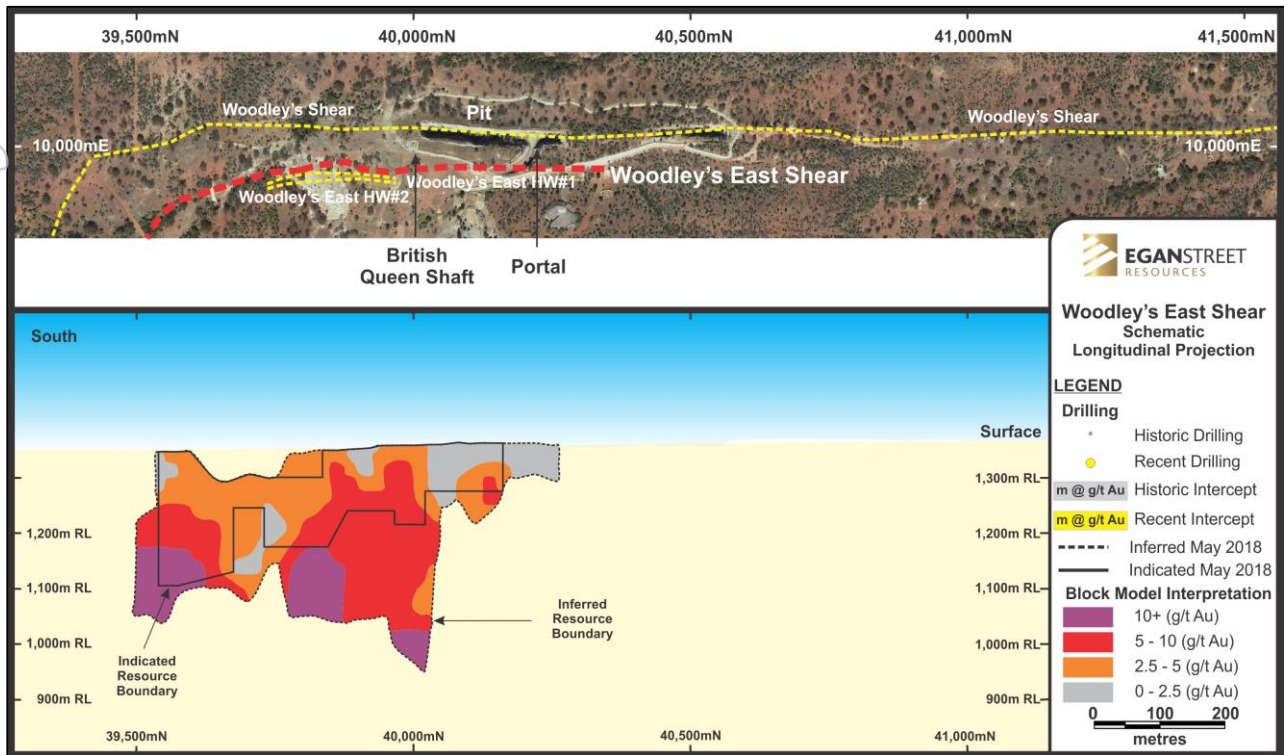 39,500mN 40,000mN 40,500mN 41,000mN 41,500mN
Woodley's Shear
Pit
Woodley's Shear
10,000mE
10,000mE
Woodley's East HW#1
Woodley's East Shear
Woodley's East HW#2
British
Queen Shaft
Portal
South
Surface
1,300m RL
1,200m RL
1,100m RL
1,000m RL
900m RL
1,300m RL
1,200m RL
1,100m RL
1,000m RL
900m RL
Indicated
Resource
Boundary
Inferred
Resource
Boundary
39,500mN 40,000mN 40,500mN 41,000mN
EGANSTREET
RESOURCES
Woodley's East Shear
Schematic
Longitudinal Projection
LEGEND
Drilling
Historic Drilling
Recent Drilling
m @ g/t Au Historic Intercept
m @ g/t Au Recent Intercept
Inferred May 2018
Indicated May 2018
Block Model Interpretation
10+ (g/t Au)
5 - 10 (g/t Au)
2.5 - 5 (g/t Au)
0 - 2.5 (g/t Au)
0 100 200
metres